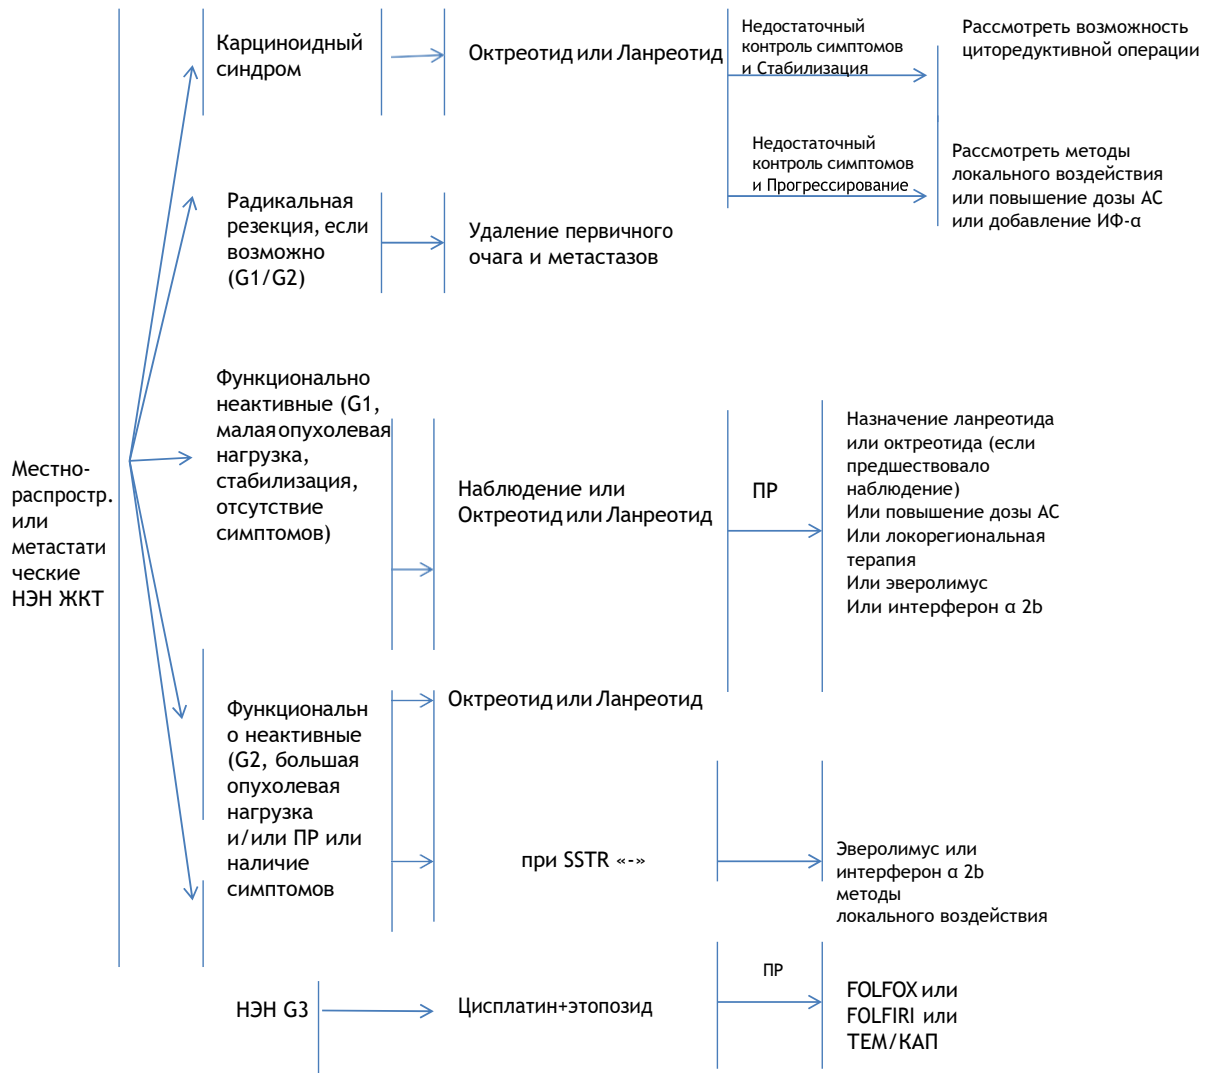 Местно-
распростр.
или
метастати
ческие
НЭН ЖКТ
Карциноидный
синдром
Октреотид или Ланреотид
Недостаточный
контроль симптомов
и Стабилизация
Рассмотреть возможность
циторедуктивной операции
Недостаточный
контроль симптомов
и Прогрессирование
Рассмотреть методы
локального воздействия
или повышение дозы АС
или добавление ИФ-α
Радикальная
резекция, если
возможно
(G1/G2)
Удаление первичного
очага и метастазов
Функционально
неактивные (G1,
малая опухолевая
нагрузка,
стабилизация,
отсутствие
симптомов)
Наблюдение или
Октреотид или Ланреотид
ПР
Назначение ланреотида
или октреотида (если
предшествовало
наблюдение)
Или повышение дозы АС
Или локорегиональная
терапия
Или эверолимус
Или интерферон α 2b
Функциональн
о неактивные
(G2, большая
опухолевая
нагрузка
и/или ПР или
наличие
симптомов
Октреотид или Ланреотид
при SSTR «-»
Эверолимус или
интерферон α 2b
методы
локального воздействия
НЭН G3
Цисплатин+этопозид
ПР
FOLFOX или
FOLFIRI или
ТЕМ/КАП